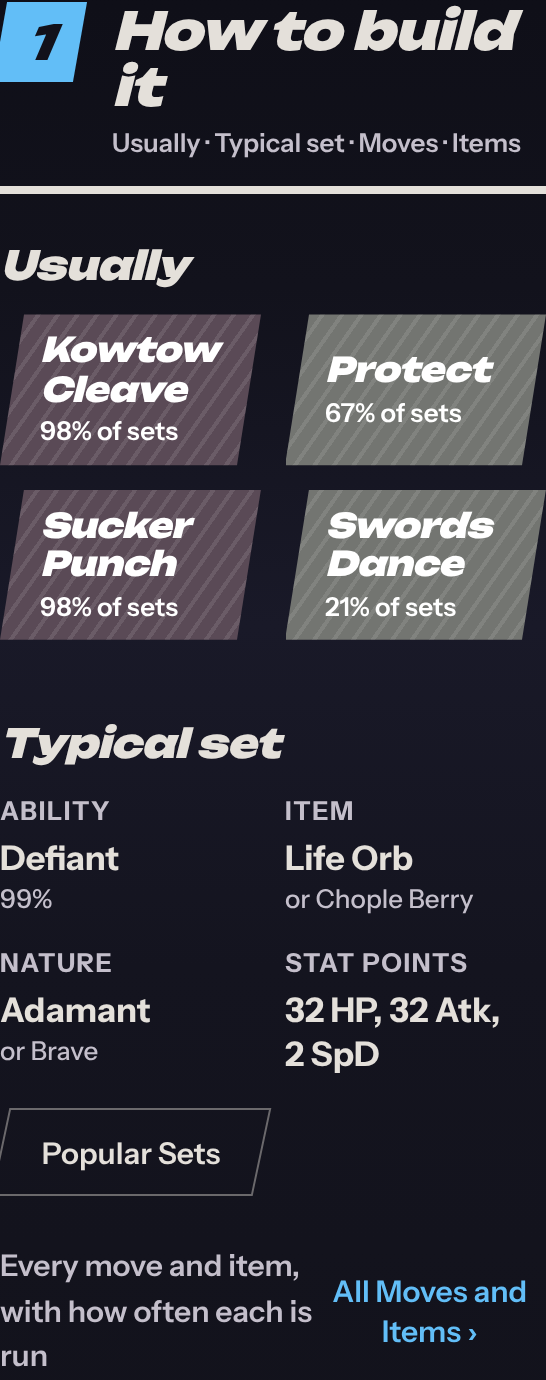 1
How to build
it
Usually · Typical set · Moves · Items
Usually
Kowtow
Cleave
98% of sets
Protect
67% of sets
Sucker
Punch
98% of sets
Swords
Dance
21% of sets
Typical set
ABILITY
Defiant
99%
ITEM
Life Orb
or Chople Berry
NATURE
Adamant
or Brave
STAT POINTS
32 HP, 32 Atk,
2 SpD
Popular Sets
Every move and item,
with how often each is
run
All Moves and
Items ›